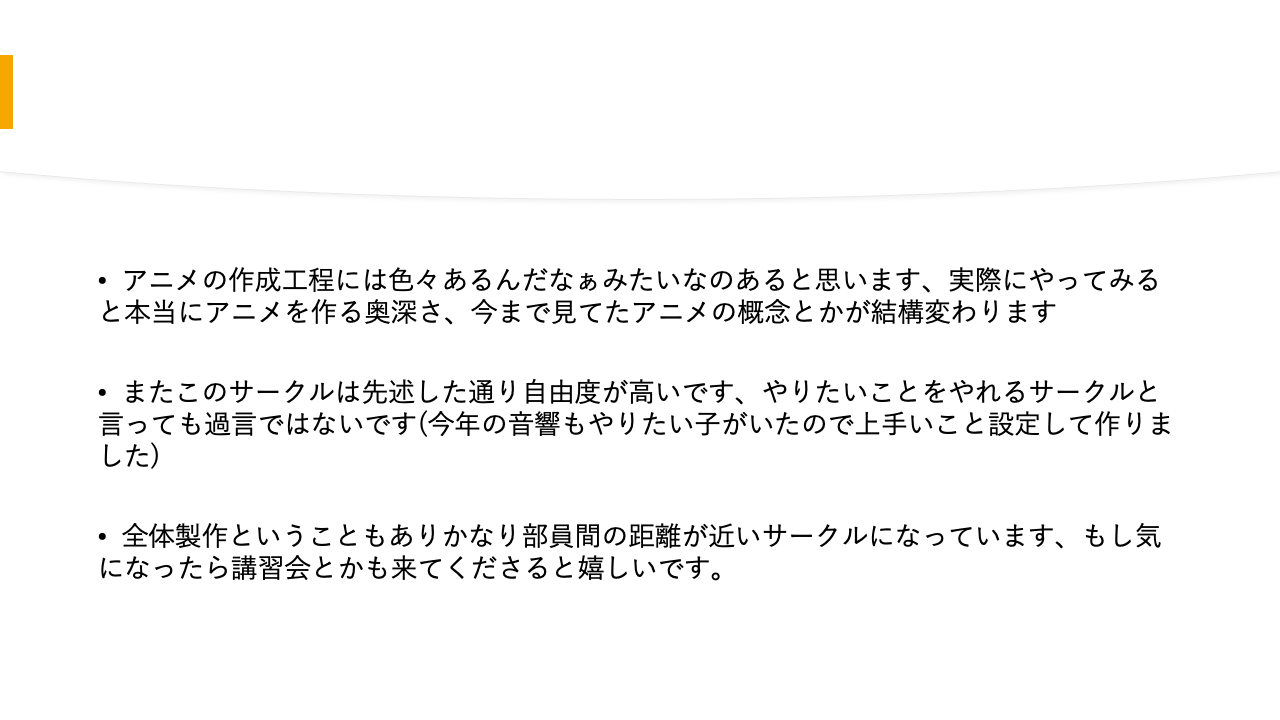 • アニメの作成工程には色々あるんだなぁみたいなのあると思います、実際にやってみる
と本当にアニメを作る奥深さ、今まで見てたアニメの概念とかが結構変わります
• またこのサークルは先述した通り自由度が高いです、やりたいことをやれるサークルと
言っても過言ではないです(今年の音響もやりたい子がいたので上手いこと設定して作りま
した)
• 全体製作ということもありかなり部員間の距離が近いサークルになっています、もし気
になったら講習会とかも来てくださると嬉しいです。